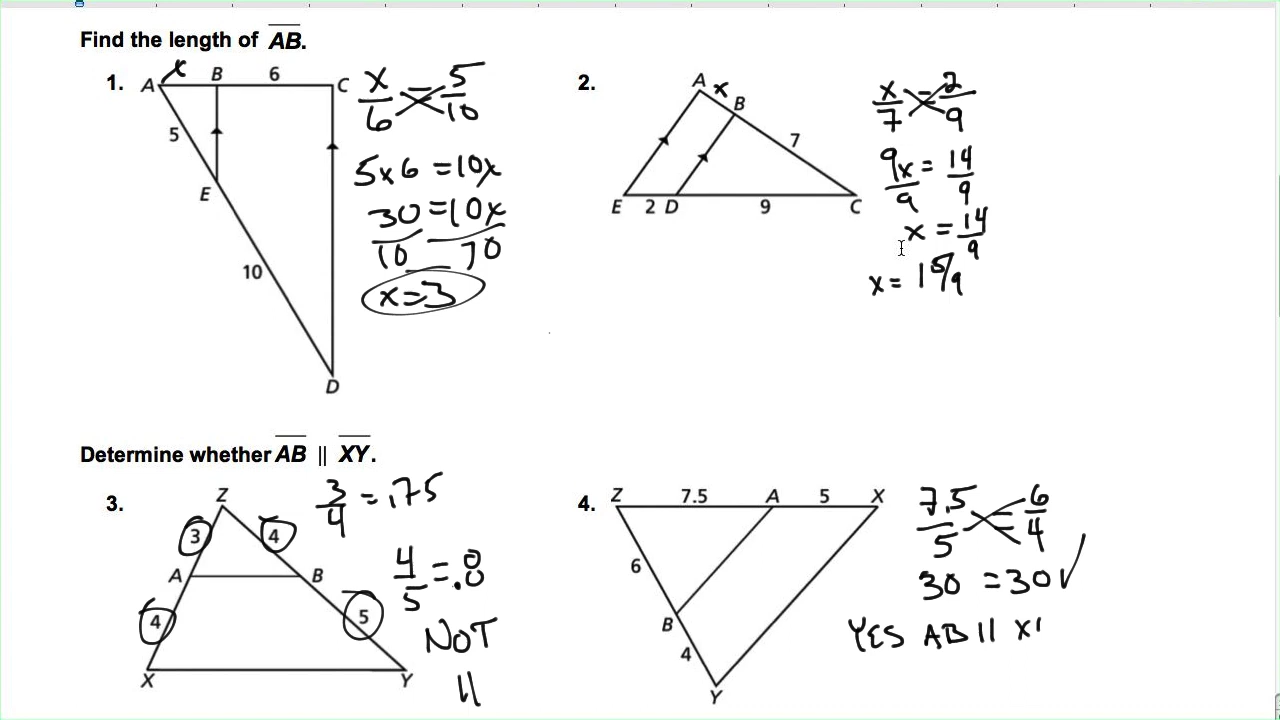 Find the length of AB.
1. A x B 6 C
5
E
10
D
x/6 = 5/10
5x6 = 10x
30 = 10x
10 10
x = 3
2. A x B
7
E 2 D 9 C
x/7 = 2/9
9x/9 = 14/9
x = 14/9
x = 1 5/9
Determine whether AB || XY.
3. Z
3 4
A B
4 5
X Y
3/4 = .75
4/5 = .8
NOT
||
4. Z 7.5 A 5 X
6
B
4
Y
7.5/5 = 6/4
30 = 30 ✓
YES AB || X